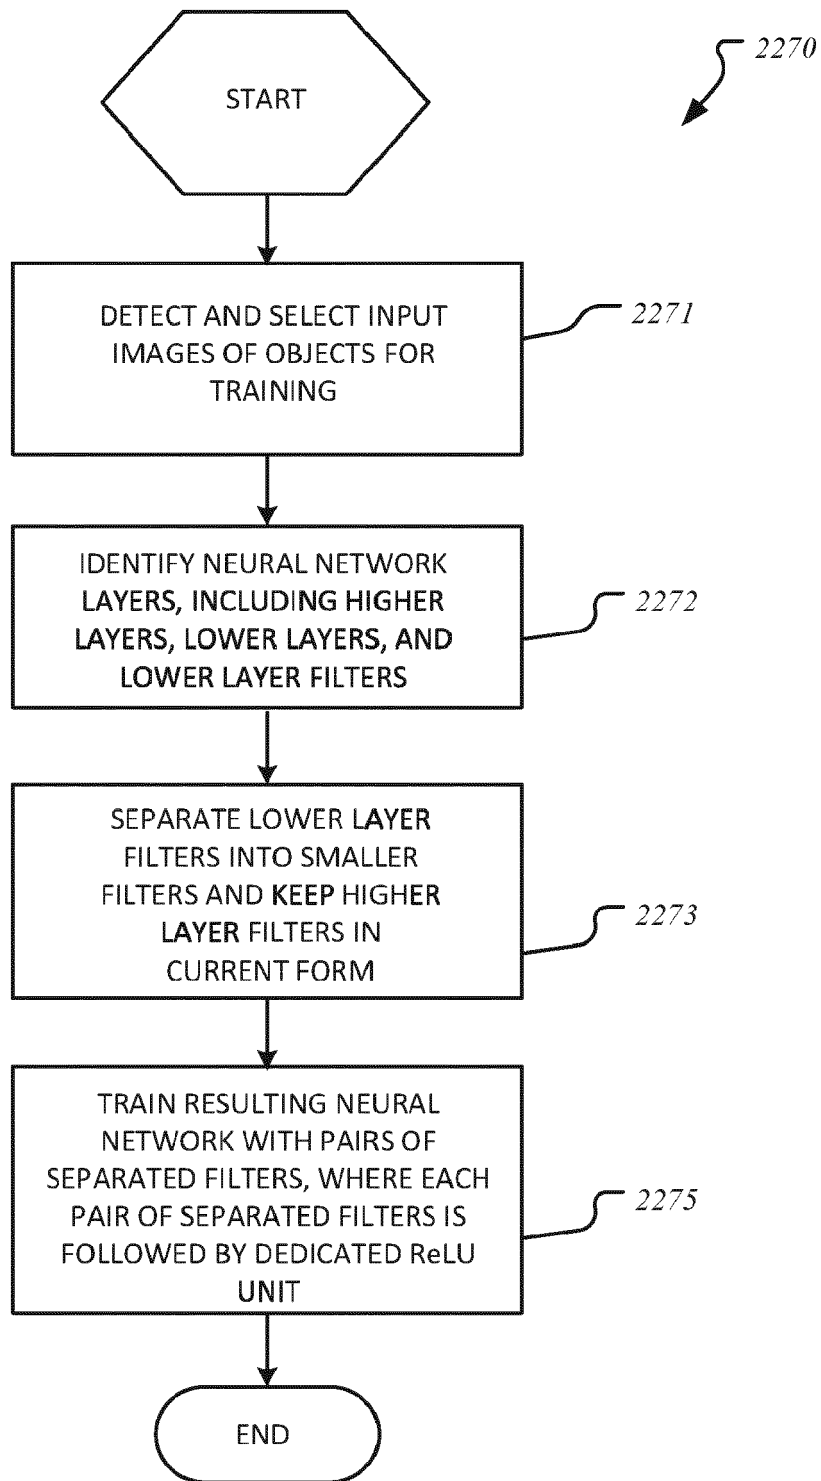 START
2270
DETECT AND SELECT INPUT
IMAGES OF OBJECTS FOR
TRAINING
2271
IDENTIFY NEURAL NETWORK
LAYERS, INCLUDING HIGHER
LAYERS, LOWER LAYERS, AND
LOWER LAYER FILTERS
2272
SEPARATE LOWER LAYER
FILTERS INTO SMALLER
FILTERS AND KEEP HIGHER
LAYER FILTERS IN
CURRENT FORM
2273
TRAIN RESULTING NEURAL
NETWORK WITH PAIRS OF
SEPARATED FILTERS, WHERE EACH
PAIR OF SEPARATED FILTERS IS
FOLLOWED BY DEDICATED ReLU
UNIT
2275
END